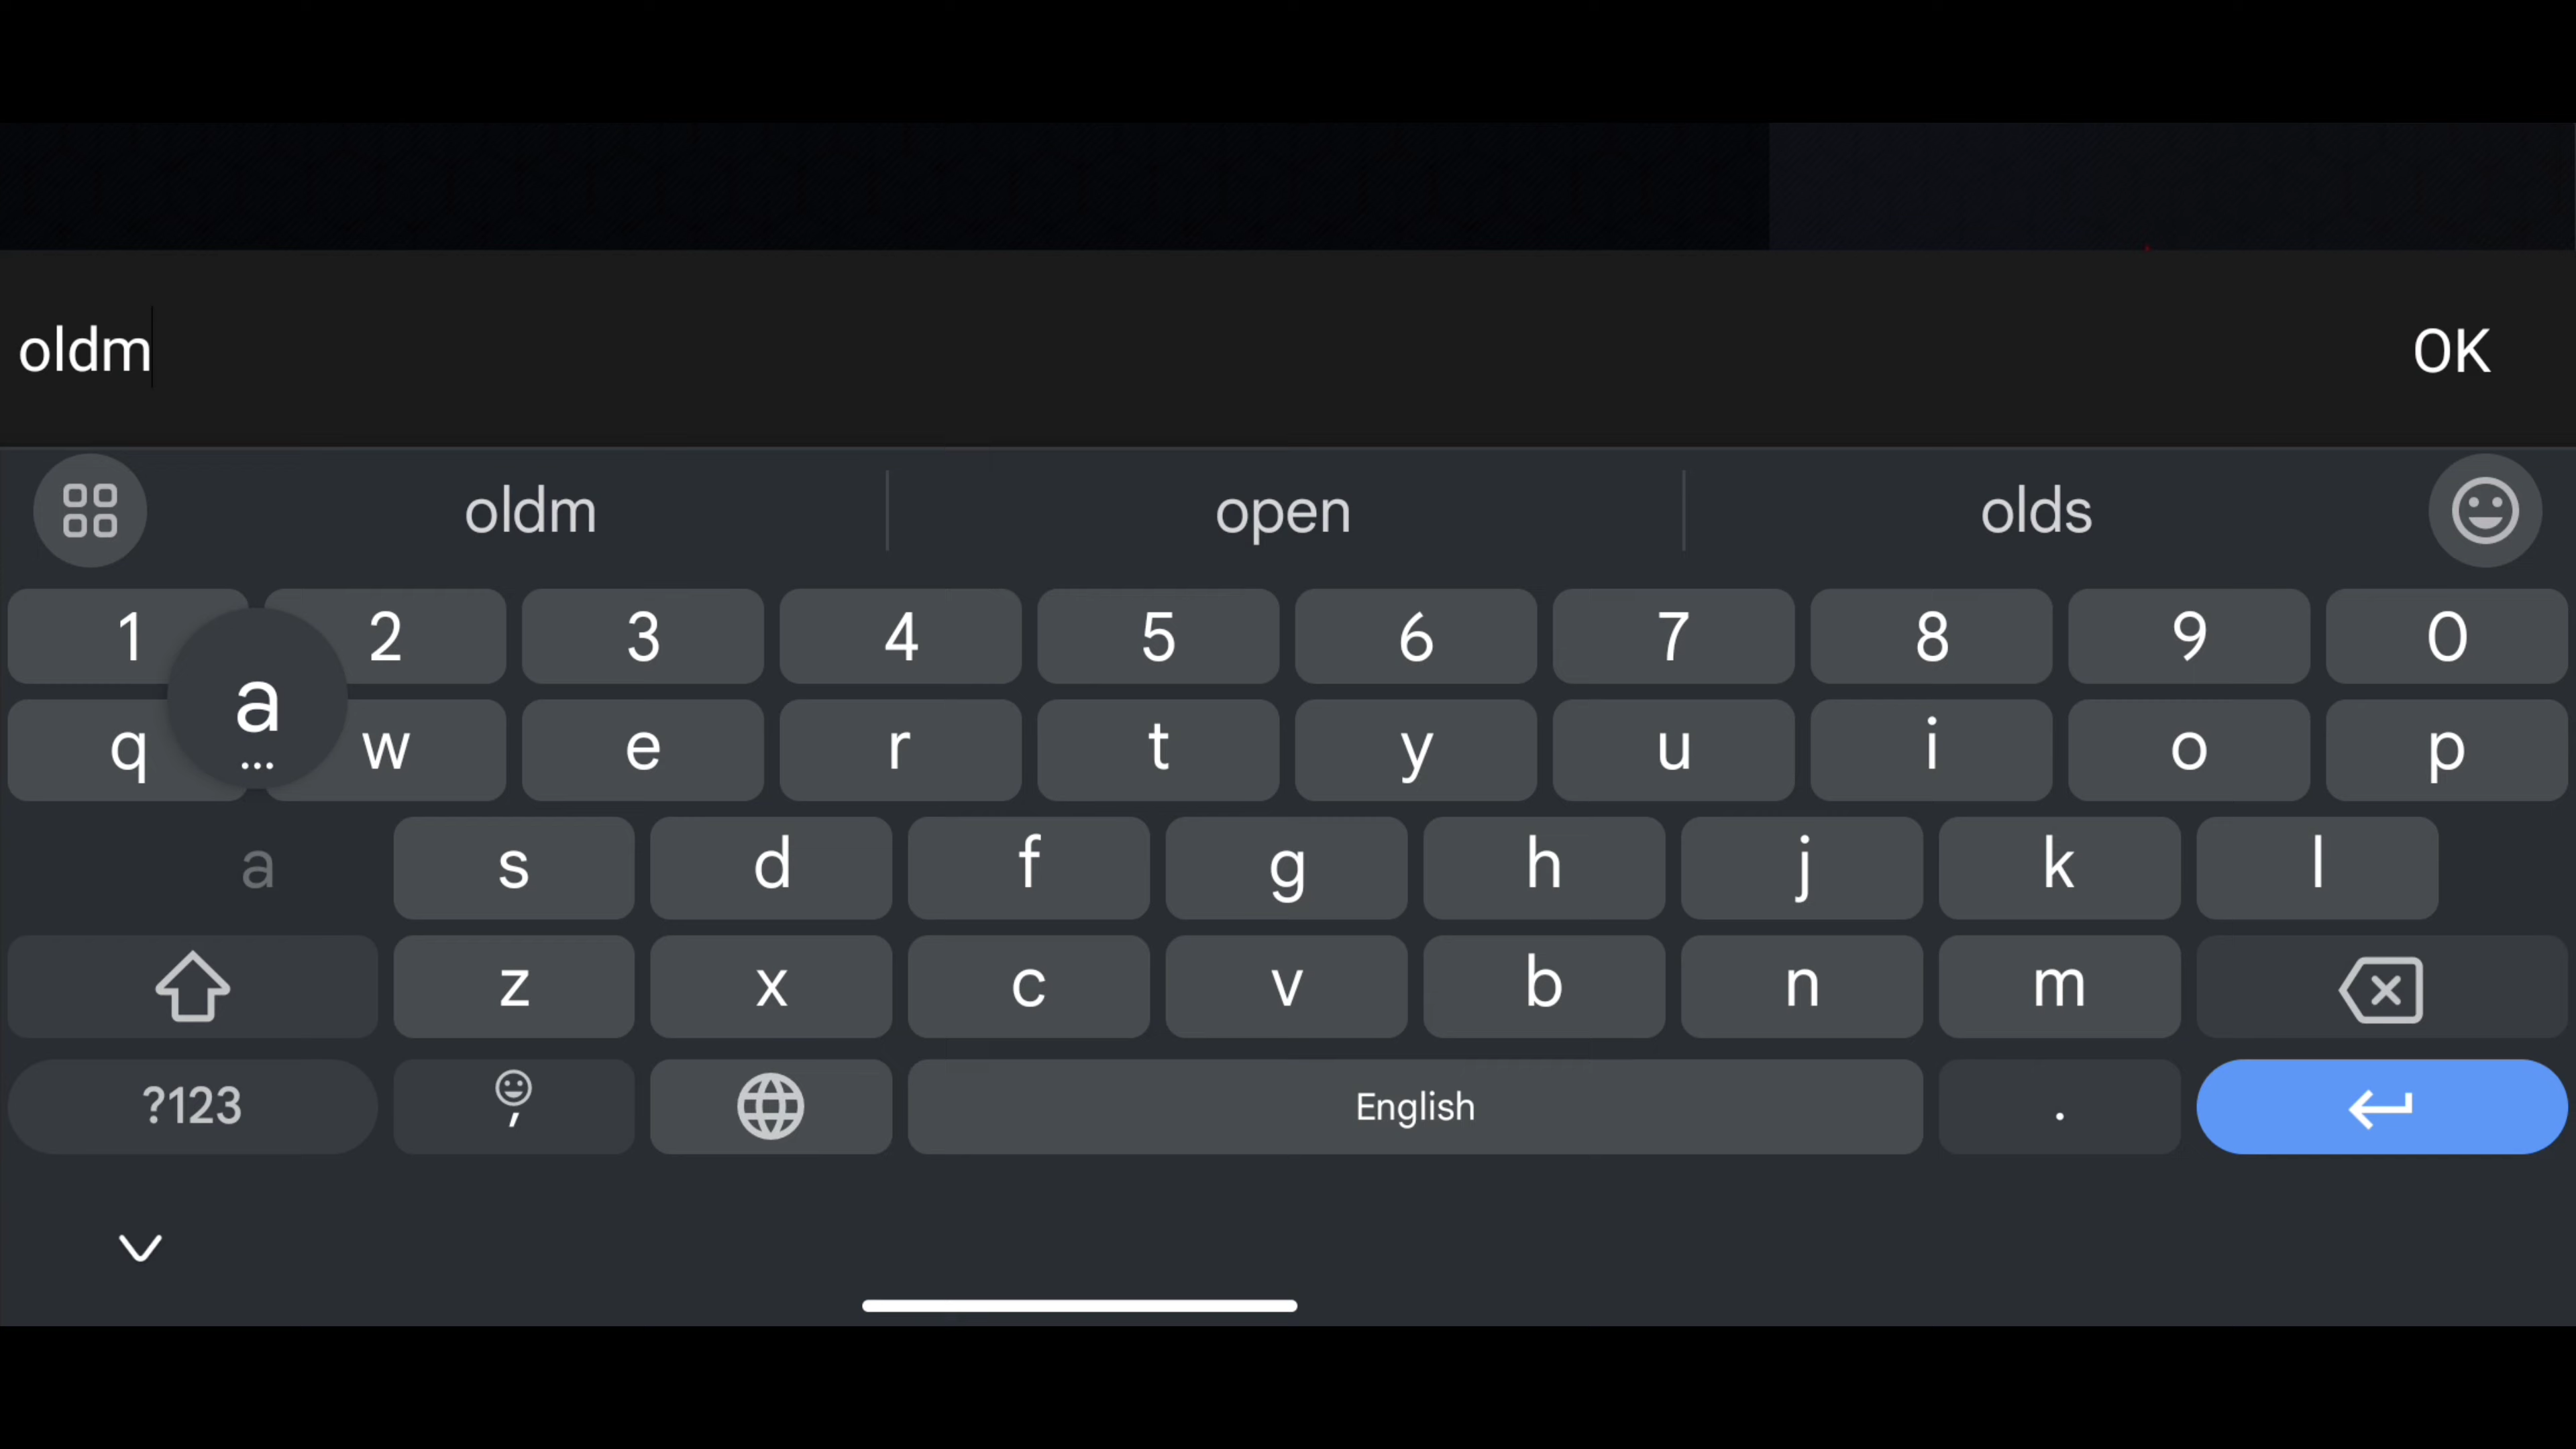 oldm OK
oldm open olds
1 2 3 4 5 6 7 8 9 0
a
...
q w e r t y u i o p
a s d f g h j k l
z x c v b n m
?123 , English .